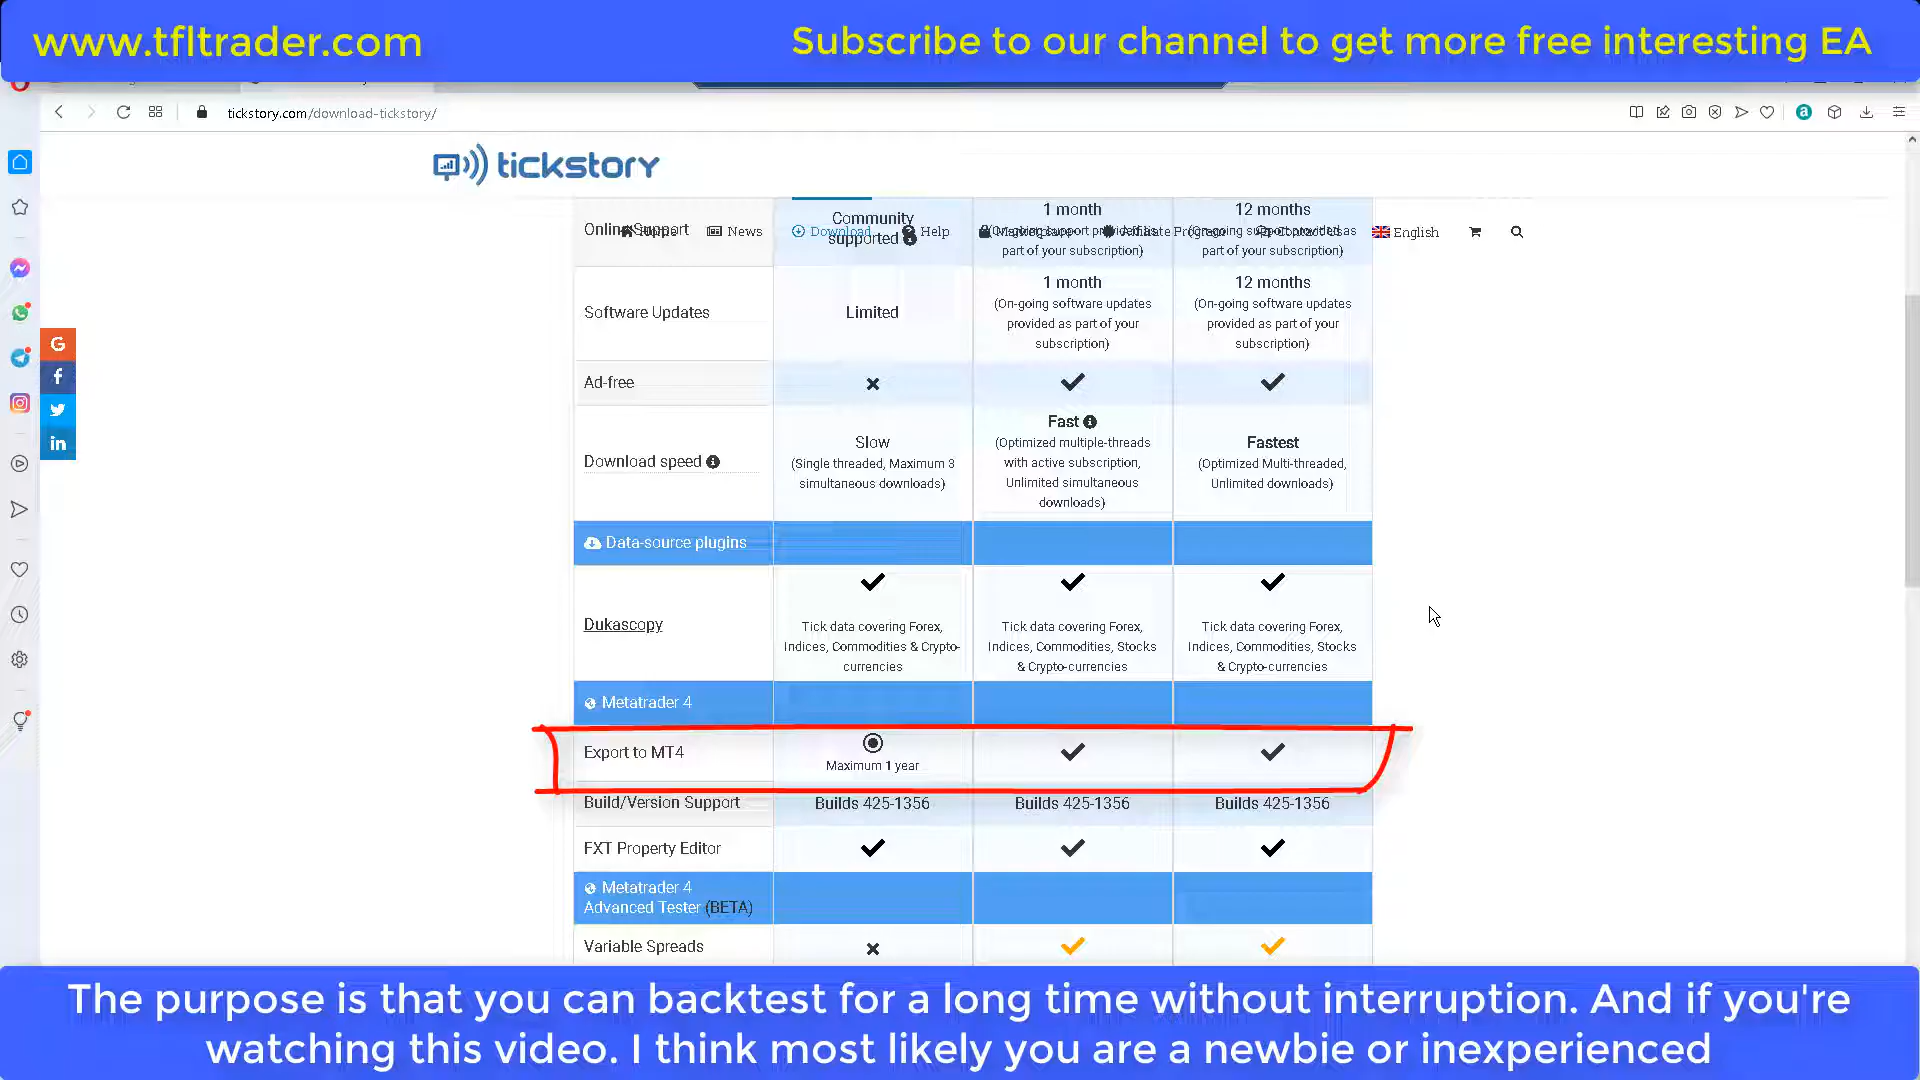 www.tfltrader.com
Subscribe to our channel to get more free interesting EA
tickstory.com/download-tickstory/
tickstory
Online Support
Community
supported
1 month
(On-going support provided as
part of your subscription)
12 months
(On-going support provided as
part of your subscription)
News
Download
Help
Marketplace
Affiliate Program
Contact Us
English
Software Updates
Limited
1 month
(On-going software updates
provided as part of your
subscription)
12 months
(On-going software updates
provided as part of your
subscription)
Ad-free
Download speed
Slow
(Single threaded, Maximum 3
simultaneous downloads)
Fast
(Optimized multiple-threads
with active subscription,
Unlimited simultaneous
downloads)
Fastest
(Optimized Multi-threaded,
Unlimited downloads)
Data-source plugins
Dukascopy
Tick data covering Forex,
Indices, Commodities & Crypto-
currencies
Tick data covering Forex,
Indices, Commodities, Stocks
& Crypto-currencies
Tick data covering Forex,
Indices, Commodities, Stocks
& Crypto-currencies
Metatrader 4
Export to MT4
Maximum 1 year
Build/Version Support
Builds 425-1356
Builds 425-1356
Builds 425-1356
FXT Property Editor
Metatrader 4
Advanced Tester (BETA)
Variable Spreads
The purpose is that you can backtest for a long time without interruption. And if you're
watching this video. I think most likely you are a newbie or inexperienced